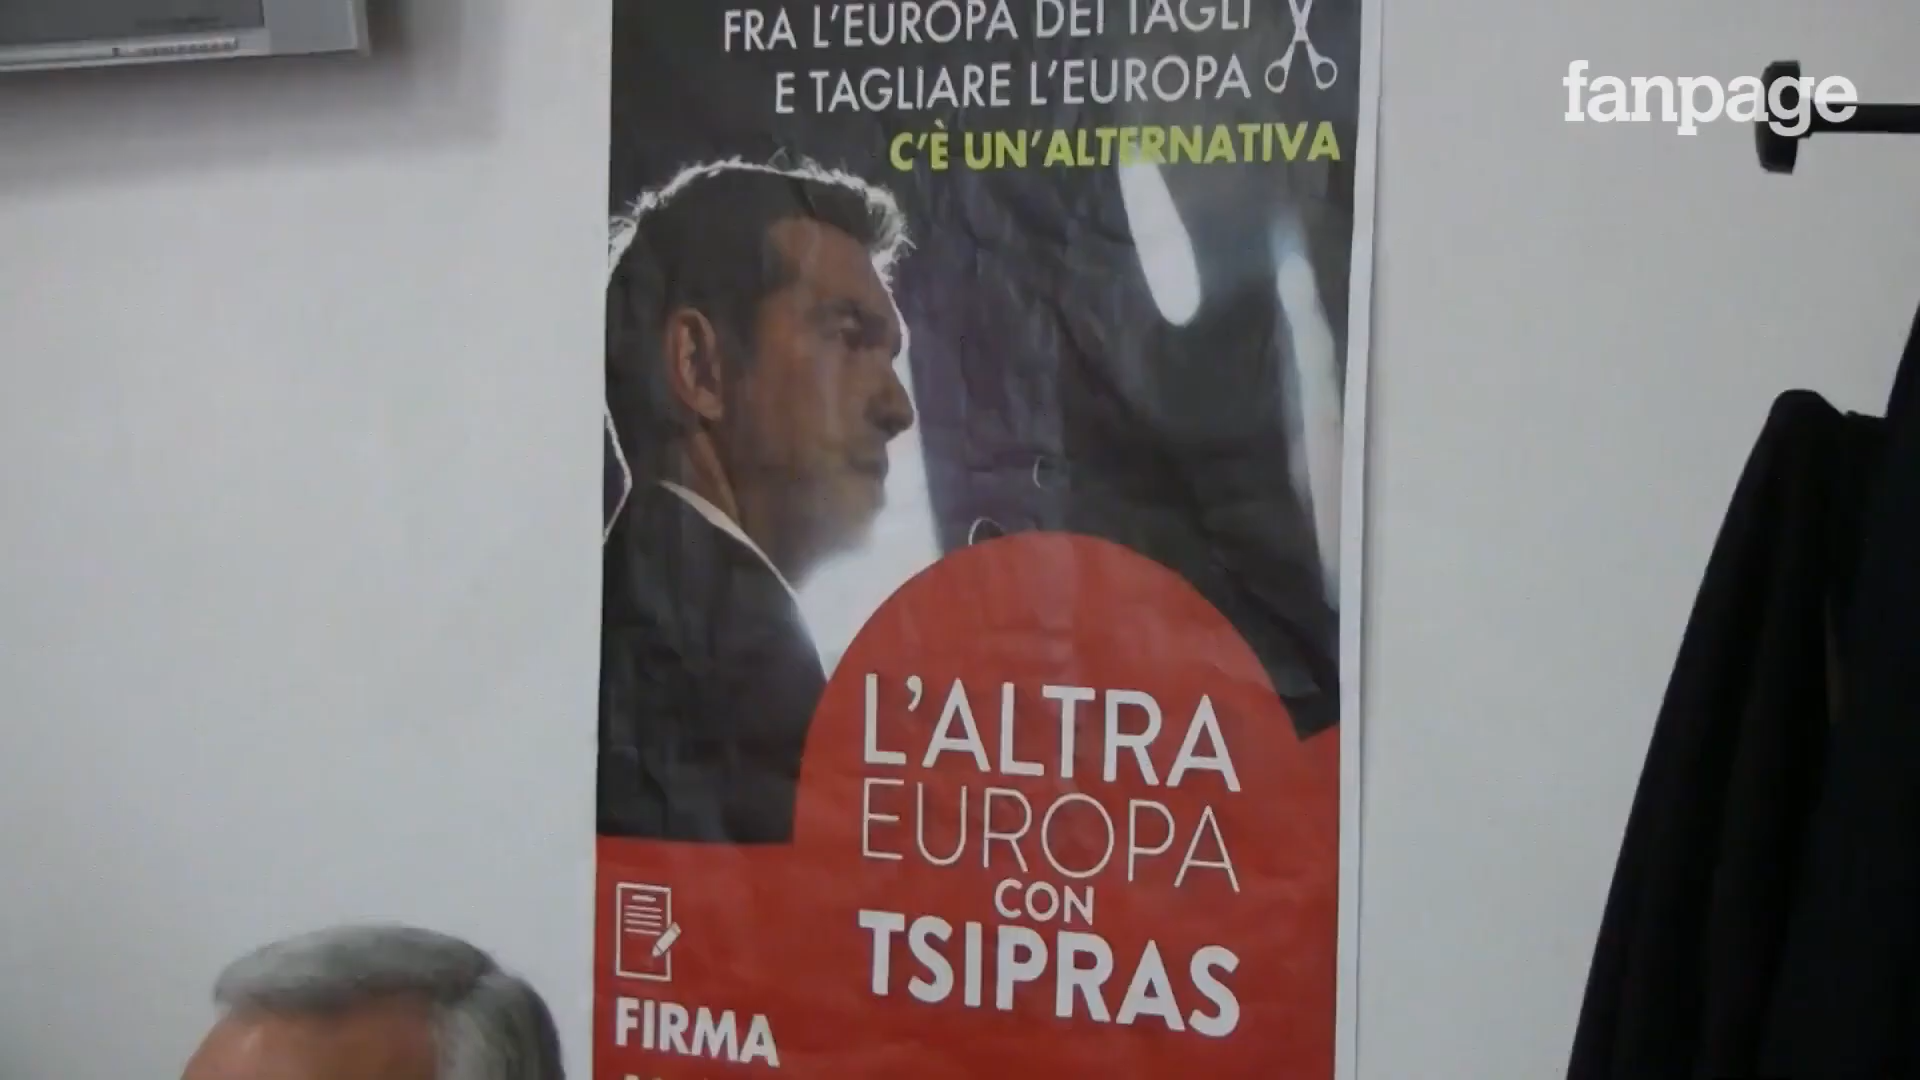 FRA L'EUROPA DEI TAGLI
E TAGLIARE L'EUROPA
C'È UN'ALTERNATIVA
fanpage
L'ALTRA
EUROPA
CON
TSIPRAS
FIRMA